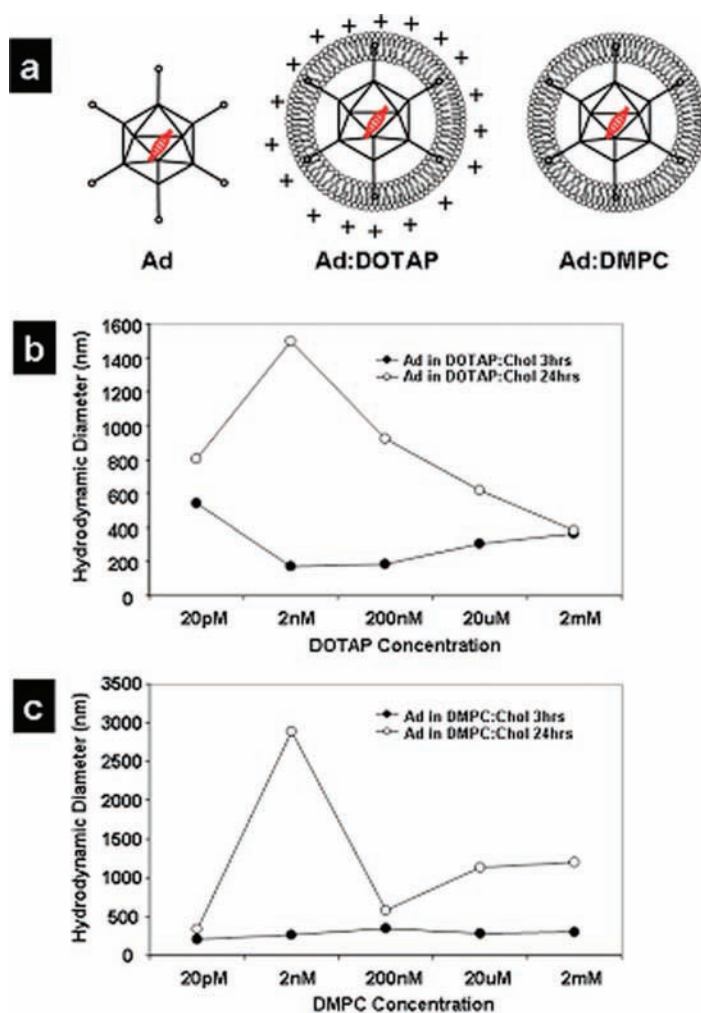 a
+ + + + + + + + + + + + + + + + + + +
Ad
Ad:DOTAP
Ad:DMPC
b
1600
1400
1200
1000
800
600
400
200
0
Hydrodynamic Diameter (nm)
Ad in DOTAP:Chol 3hrs
Ad in DOTAP:Chol 24hrs
20pM 2nM 200nM 20uM 2mM
DOTAP Concentration
c
3500
3000
2500
2000
1500
1000
500
0
Hydrodynamic Diameter (nm)
Ad in DMPC:Chol 3hrs
Ad in DMPC:Chol 24hrs
20pM 2nM 200nM 20uM 2mM
DMPC Concentration